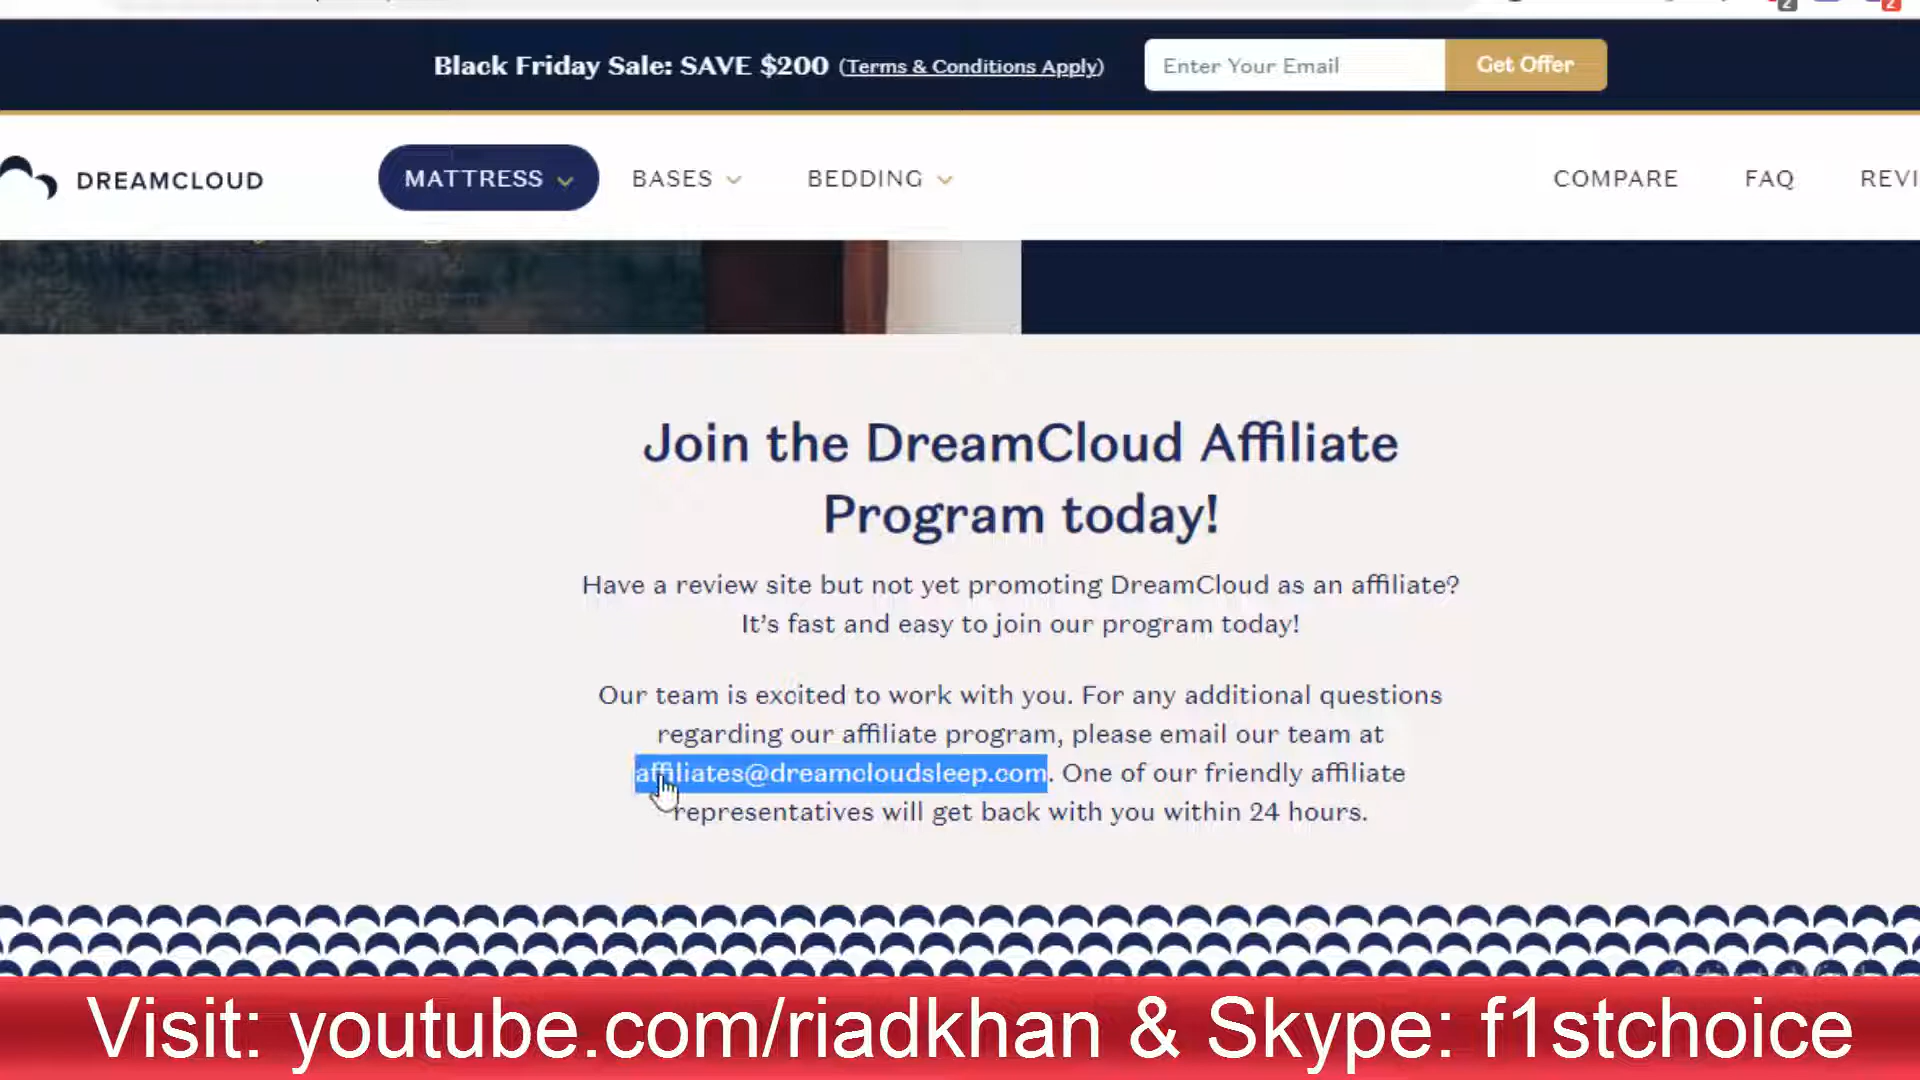 Black Friday Sale: SAVE $200 (Terms & Conditions Apply)
Enter Your Email
Get Offer
DREAMCLOUD
MATTRESS
BASES
BEDDING
COMPARE
FAQ
REVI
Join the DreamCloud Affiliate
Program today!
Have a review site but not yet promoting DreamCloud as an affiliate?
It's fast and easy to join our program today!
Our team is excited to work with you. For any additional questions
regarding our affiliate program, please email our team at
affiliates@dreamcloudsleep.com. One of our friendly affiliate
representatives will get back with you within 24 hours.
Visit: youtube.com/riadkhan & Skype: f1stchoice